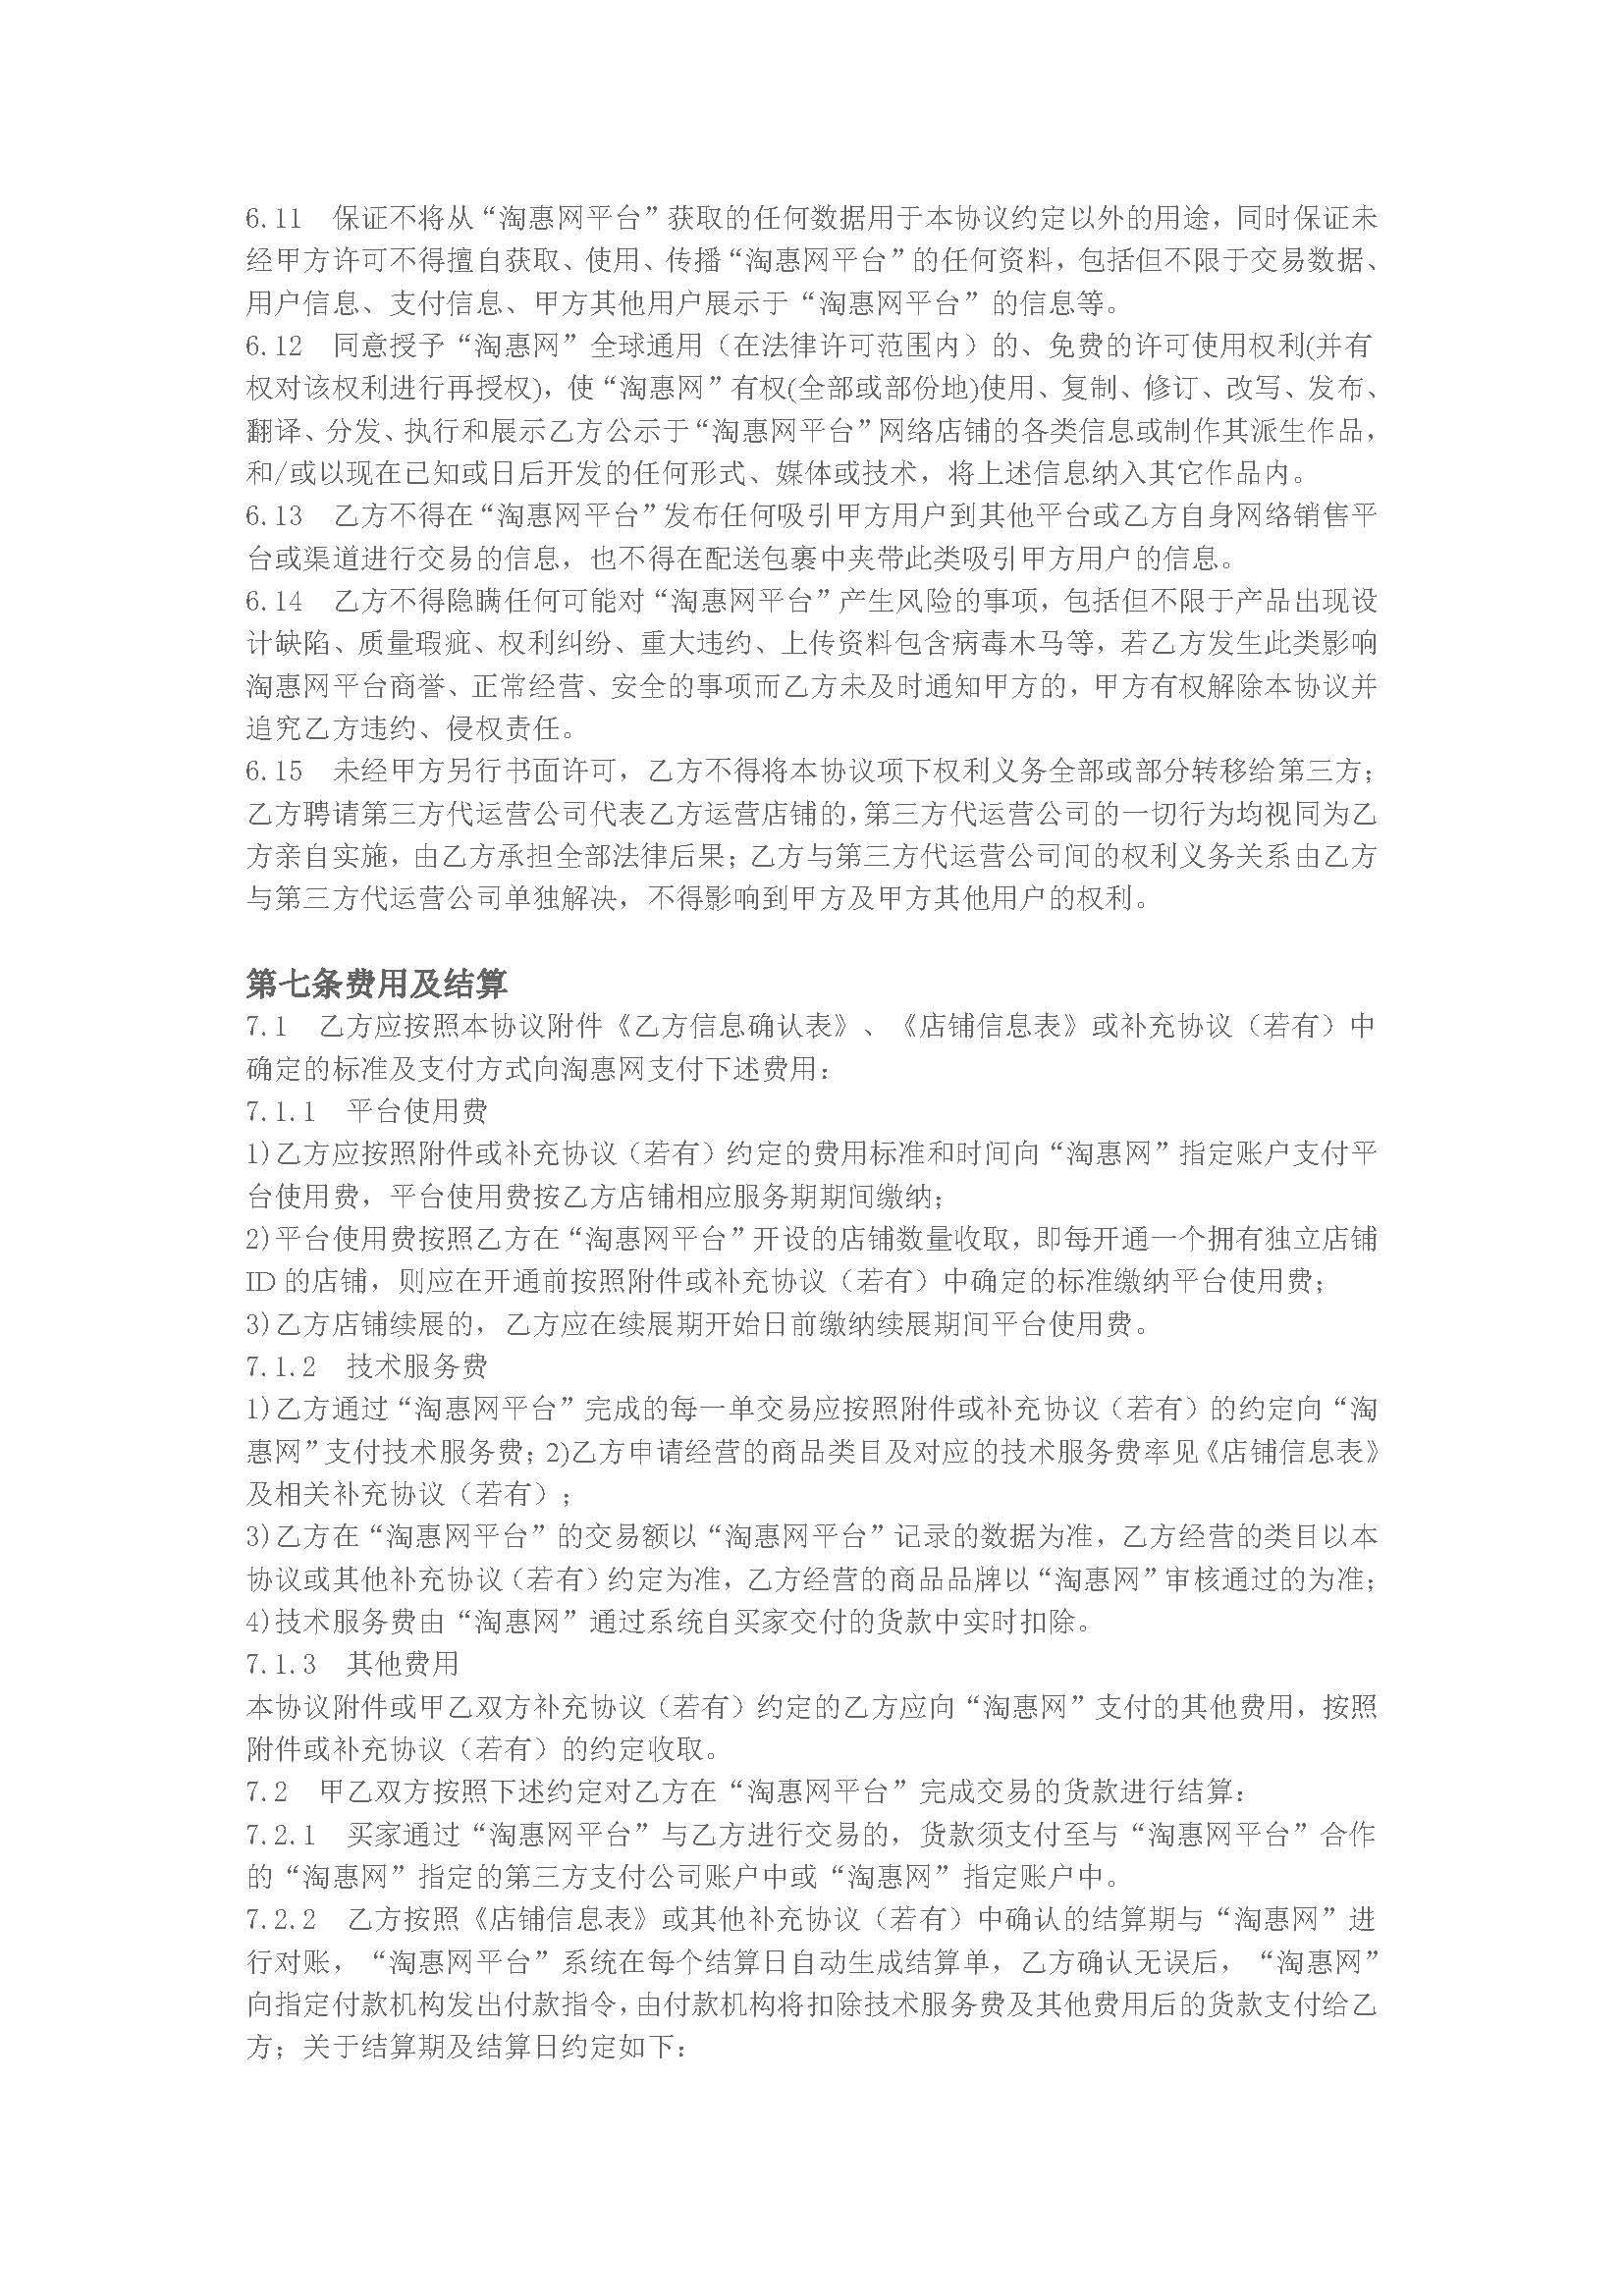 6.11 保证不将从“淘惠网平台”获取的任何数据用于本协议约定以外的用途，同时保证未
经甲方许可不得擅自获取、使用、传播“淘惠网平台”的任何资料，包括但不限于交易数据、
用户信息、支付信息、甲方其他用户展示于“淘惠网平台”的信息等。
6.12 同意授予“淘惠网”全球通用（在法律许可范围内）的、免费的许可使用权利(并有
权对该权利进行再授权)，使“淘惠网”有权(全部或部份地)使用、复制、修订、改写、发布、
翻译、分发、执行和展示乙方公示于“淘惠网平台”网络店铺的各类信息或制作其派生作品，
和/或以现在已知或日后开发的任何形式、媒体或技术，将上述信息纳入其它作品内。
6.13 乙方不得在“淘惠网平台”发布任何吸引甲方用户到其他平台或乙方自身网络销售平
台或渠道进行交易的信息，也不得在配送包裹中夹带此类吸引甲方用户的信息。
6.14 乙方不得隐瞒任何可能对“淘惠网平台”产生风险的事项，包括但不限于产品出现设
计缺陷、质量瑕疵、权利纠纷、重大违约、上传资料包含病毒木马等，若乙方发生此类影响
淘惠网平台商誉、正常经营、安全的事项而乙方未及时通知甲方的，甲方有权解除本协议并
追究乙方违约、侵权责任。
6.15 未经甲方另行书面许可，乙方不得将本协议项下权利义务全部或部分转移给第三方；
乙方聘请第三方代运营公司代表乙方运营店铺的，第三方代运营公司的一切行为均视同为乙
方亲自实施，由乙方承担全部法律后果；乙方与第三方代运营公司间的权利义务关系由乙方
与第三方代运营公司单独解决，不得影响到甲方及甲方其他用户的权利。
第七条费用及结算
7.1 乙方应按照本协议附件《乙方信息确认表》、《店铺信息表》或补充协议（若有）中
确定的标准及支付方式向淘惠网支付下述费用：
7.1.1 平台使用费
1)乙方应按照附件或补充协议（若有）约定的费用标准和时间向“淘惠网”指定账户支付平
台使用费，平台使用费按乙方店铺相应服务期期间缴纳；
2)平台使用费按照乙方在“淘惠网平台”开设的店铺数量收取，即每开通一个拥有独立店铺
ID 的店铺，则应在开通前按照附件或补充协议（若有）中确定的标准缴纳平台使用费；
3)乙方店铺续展的，乙方应在续展期开始日前缴纳续展期间平台使用费。
7.1.2 技术服务费
1)乙方通过“淘惠网平台”完成的每一单交易应按照附件或补充协议（若有）的约定向“淘
惠网”支付技术服务费；2)乙方申请经营的商品类目及对应的技术服务费率见《店铺信息表》
及相关补充协议（若有）；
3)乙方在“淘惠网平台”的交易额以“淘惠网平台”记录的数据为准，乙方经营的类目以本
协议或其他补充协议（若有）约定为准，乙方经营的商品品牌以“淘惠网”审核通过的为准；
4)技术服务费由“淘惠网”通过系统自买家交付的货款中实时扣除。
7.1.3 其他费用
本协议附件或甲乙双方补充协议（若有）约定的乙方应向“淘惠网”支付的其他费用，按照
附件或补充协议（若有）的约定收取。
7.2 甲乙双方按照下述约定对乙方在“淘惠网平台”完成交易的货款进行结算：
7.2.1 买家通过“淘惠网平台”与乙方进行交易的，货款须支付至与“淘惠网平台”合作
的“淘惠网”指定的第三方支付公司账户中或“淘惠网”指定账户中。
7.2.2 乙方按照《店铺信息表》或其他补充协议（若有）中确认的结算期与“淘惠网”进
行对账，“淘惠网平台”系统在每个结算日自动生成结算单，乙方确认无误后，“淘惠网”
向指定付款机构发出付款指令，由付款机构将扣除技术服务费及其他费用后的货款支付给乙
方；关于结算期及结算日约定如下：